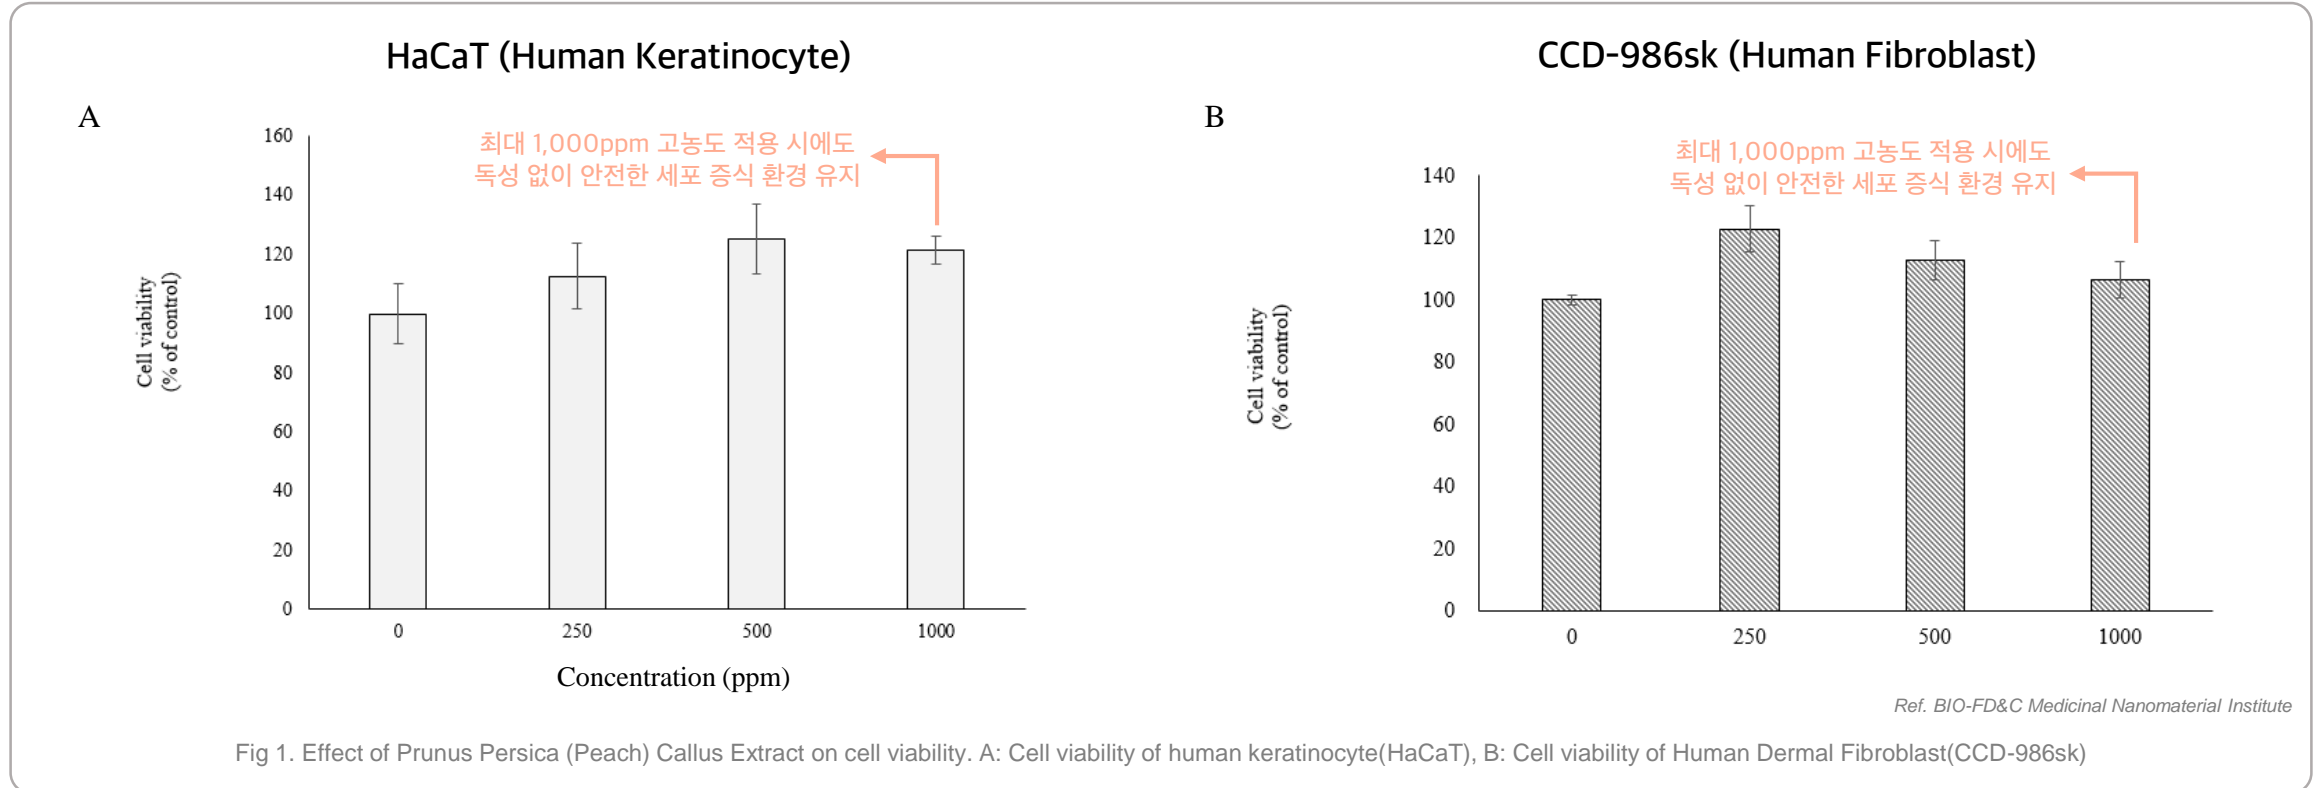 HaCaT (Human Keratinocyte)
A
160
140
120
100
80
60
40
20
0
Cell viability
(% of control)
최대 1,000ppm 고농도 적용 시에도
독성 없이 안전한 세포 증식 환경 유지
0 250 500 1000
Concentration (ppm)
CCD-986sk (Human Fibroblast)
B
140
120
100
80
60
40
20
0
Cell viability
(% of control)
최대 1,000ppm 고농도 적용 시에도
독성 없이 안전한 세포 증식 환경 유지
0 250 500 1000
Ref. BIO-FD&C Medicinal Nanomaterial Institute
Fig 1. Effect of Prunus Persica (Peach) Callus Extract on cell viability. A: Cell viability of human keratinocyte(HaCaT), B: Cell viability of Human Dermal Fibroblast(CCD-986sk)